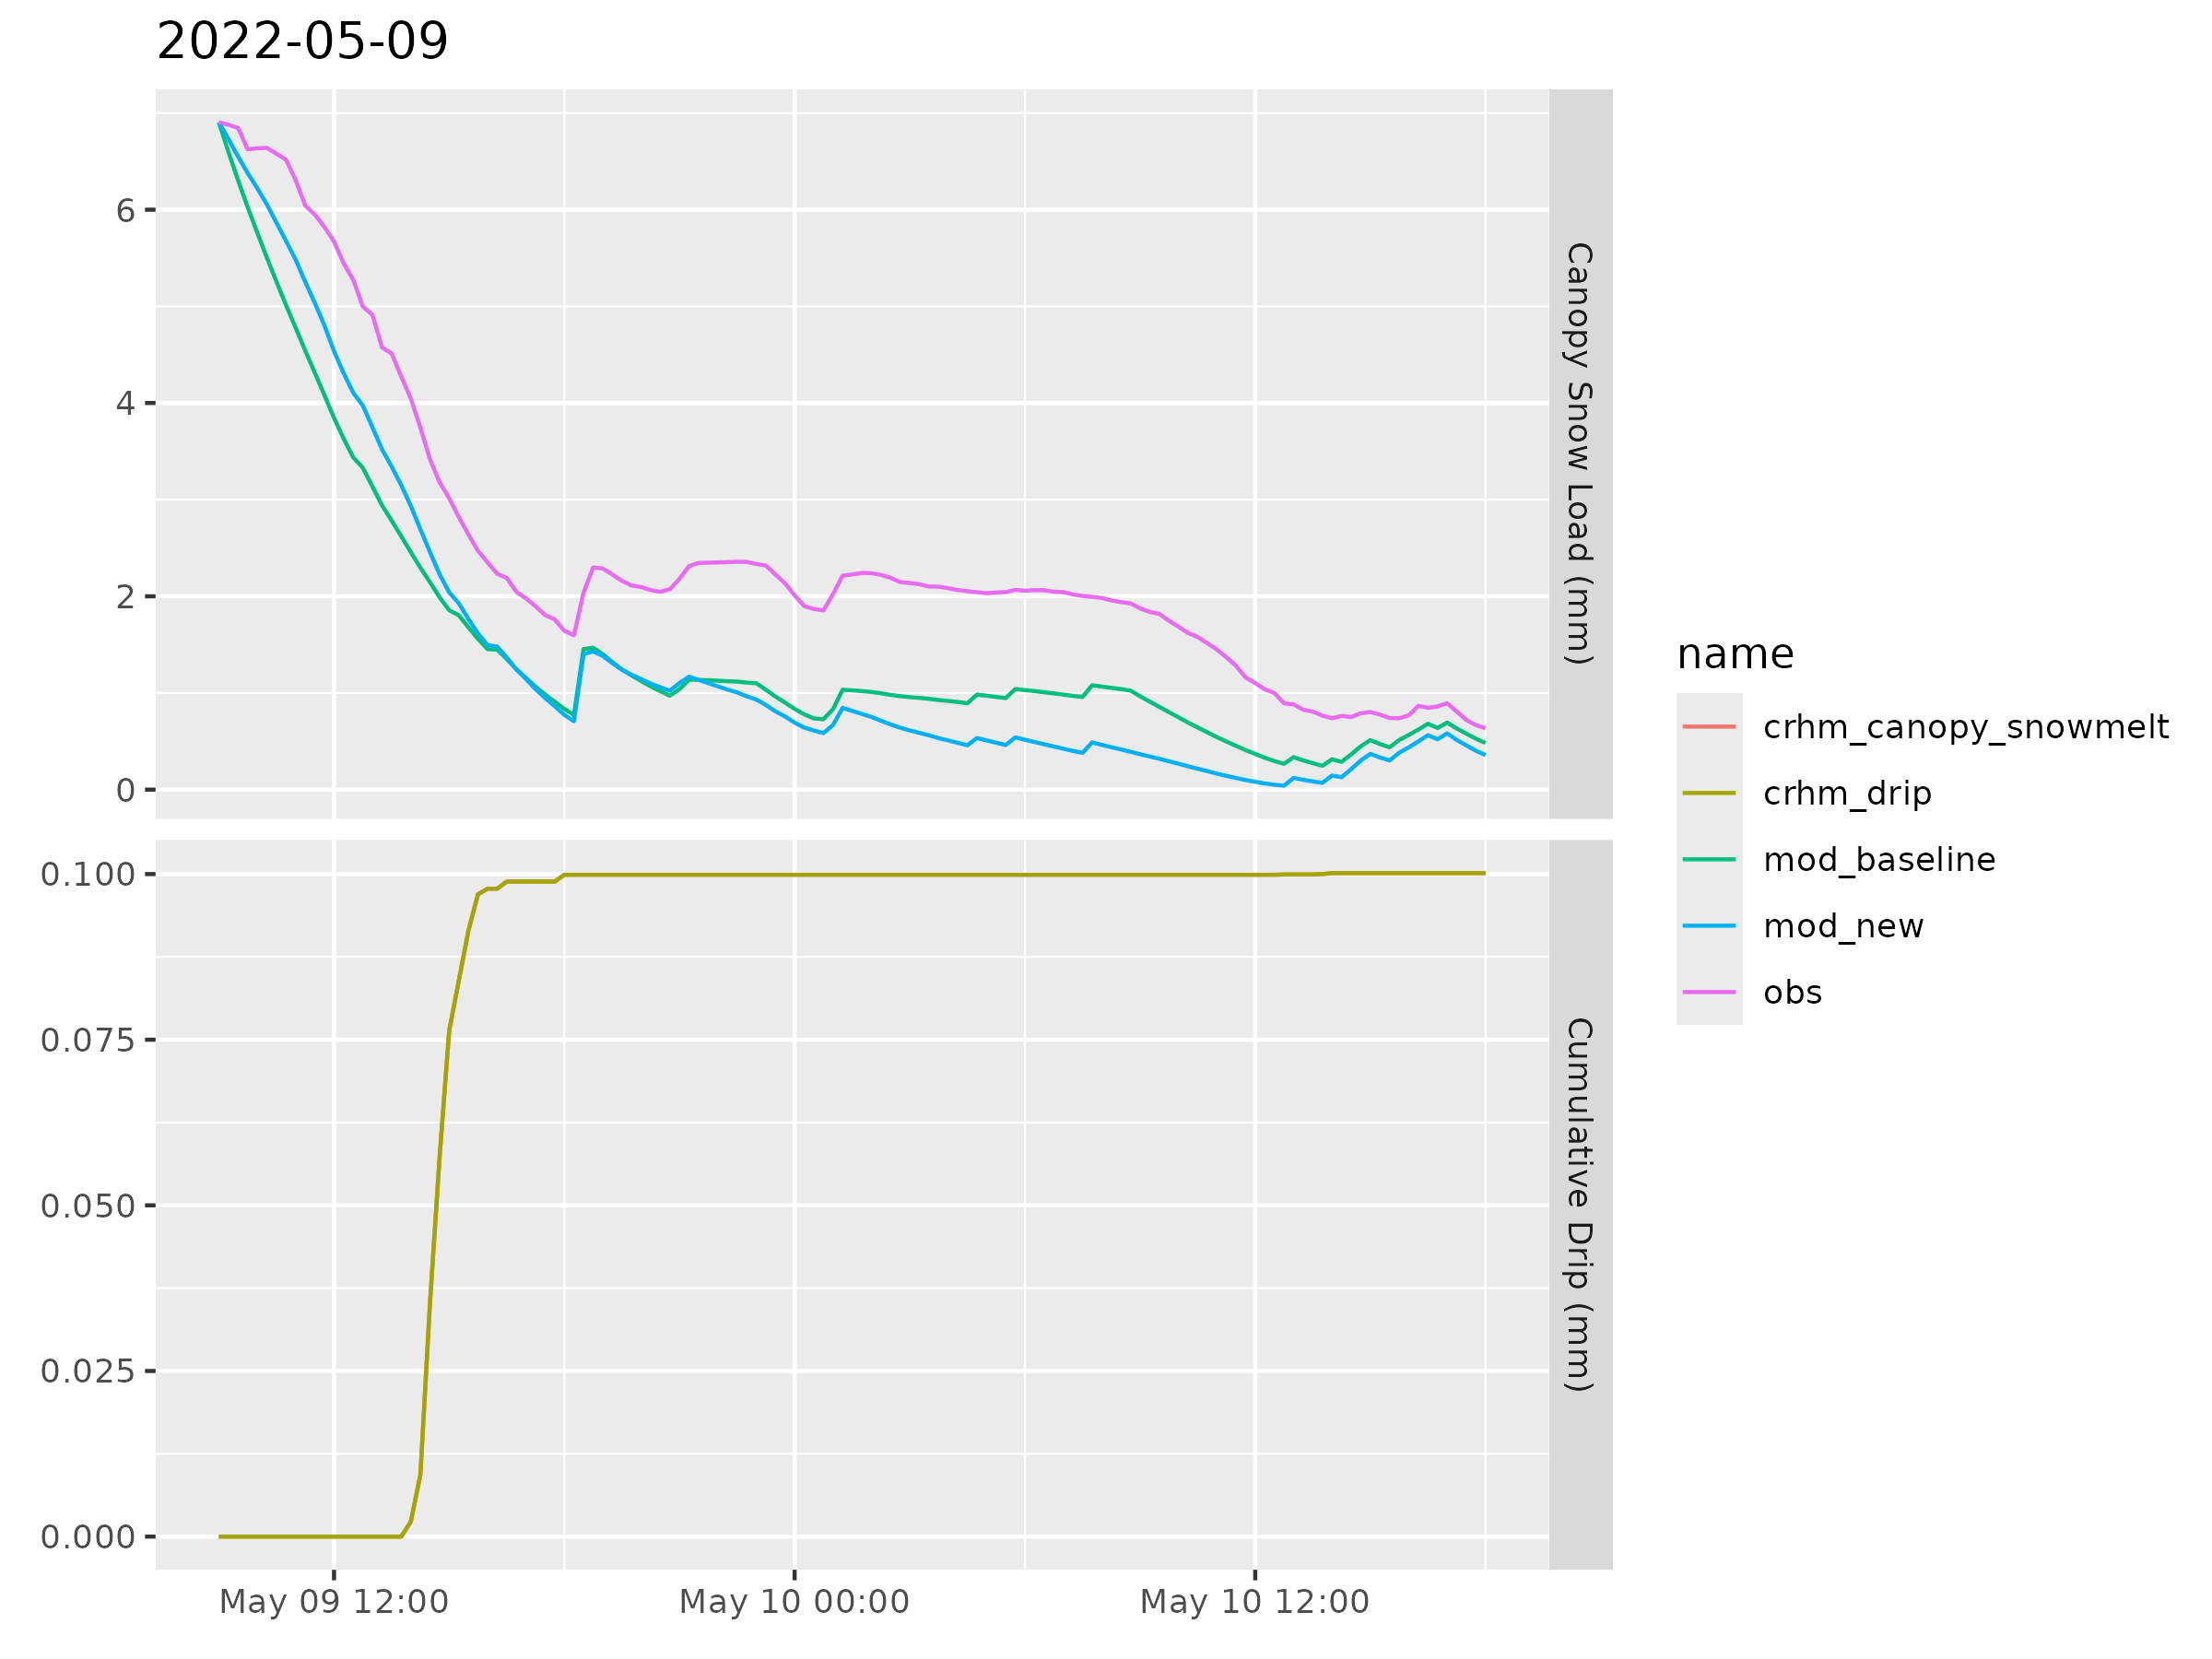 2022-05-09
6
4
2
0
Canopy Snow Load (mm)
0.100
0.075
0.050
0.025
0.000
Cumulative Drip (mm)
May 09 12:00
May 10 00:00
May 10 12:00
name
crhm_canopy_snowmelt
crhm_drip
mod_baseline
mod_new
obs